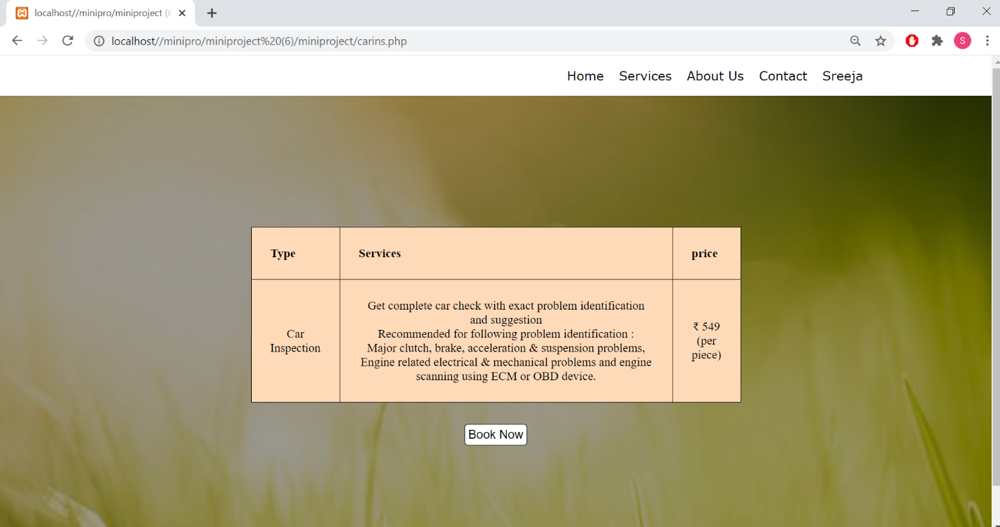 localhost//minipro/miniproject (6
localhost//minipro/miniproject%20(6)/miniproject/carins.php
S
Home Services About Us Contact Sreeja
Type Services price
Get complete car check with exact problem identification
and suggestion
Recommended for following problem identification :
Major clutch, brake, acceleration & suspension problems,
Engine related electrical & mechanical problems and engine
scanning using ECM or OBD device.
Car
Inspection
₹ 549
(per
piece)
Book Now